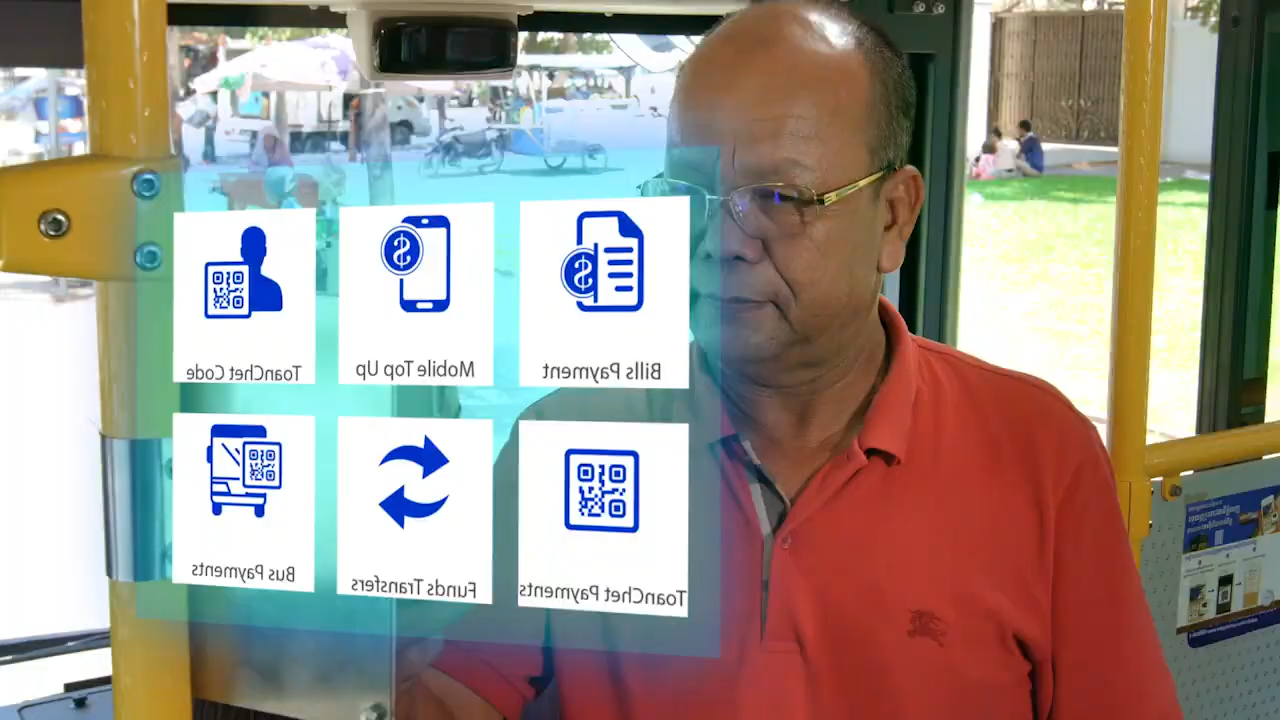 ToanChet Code
Mobile Top Up
Bills Payment
Bus Payments
Funds Transfers
ToanChet Payments